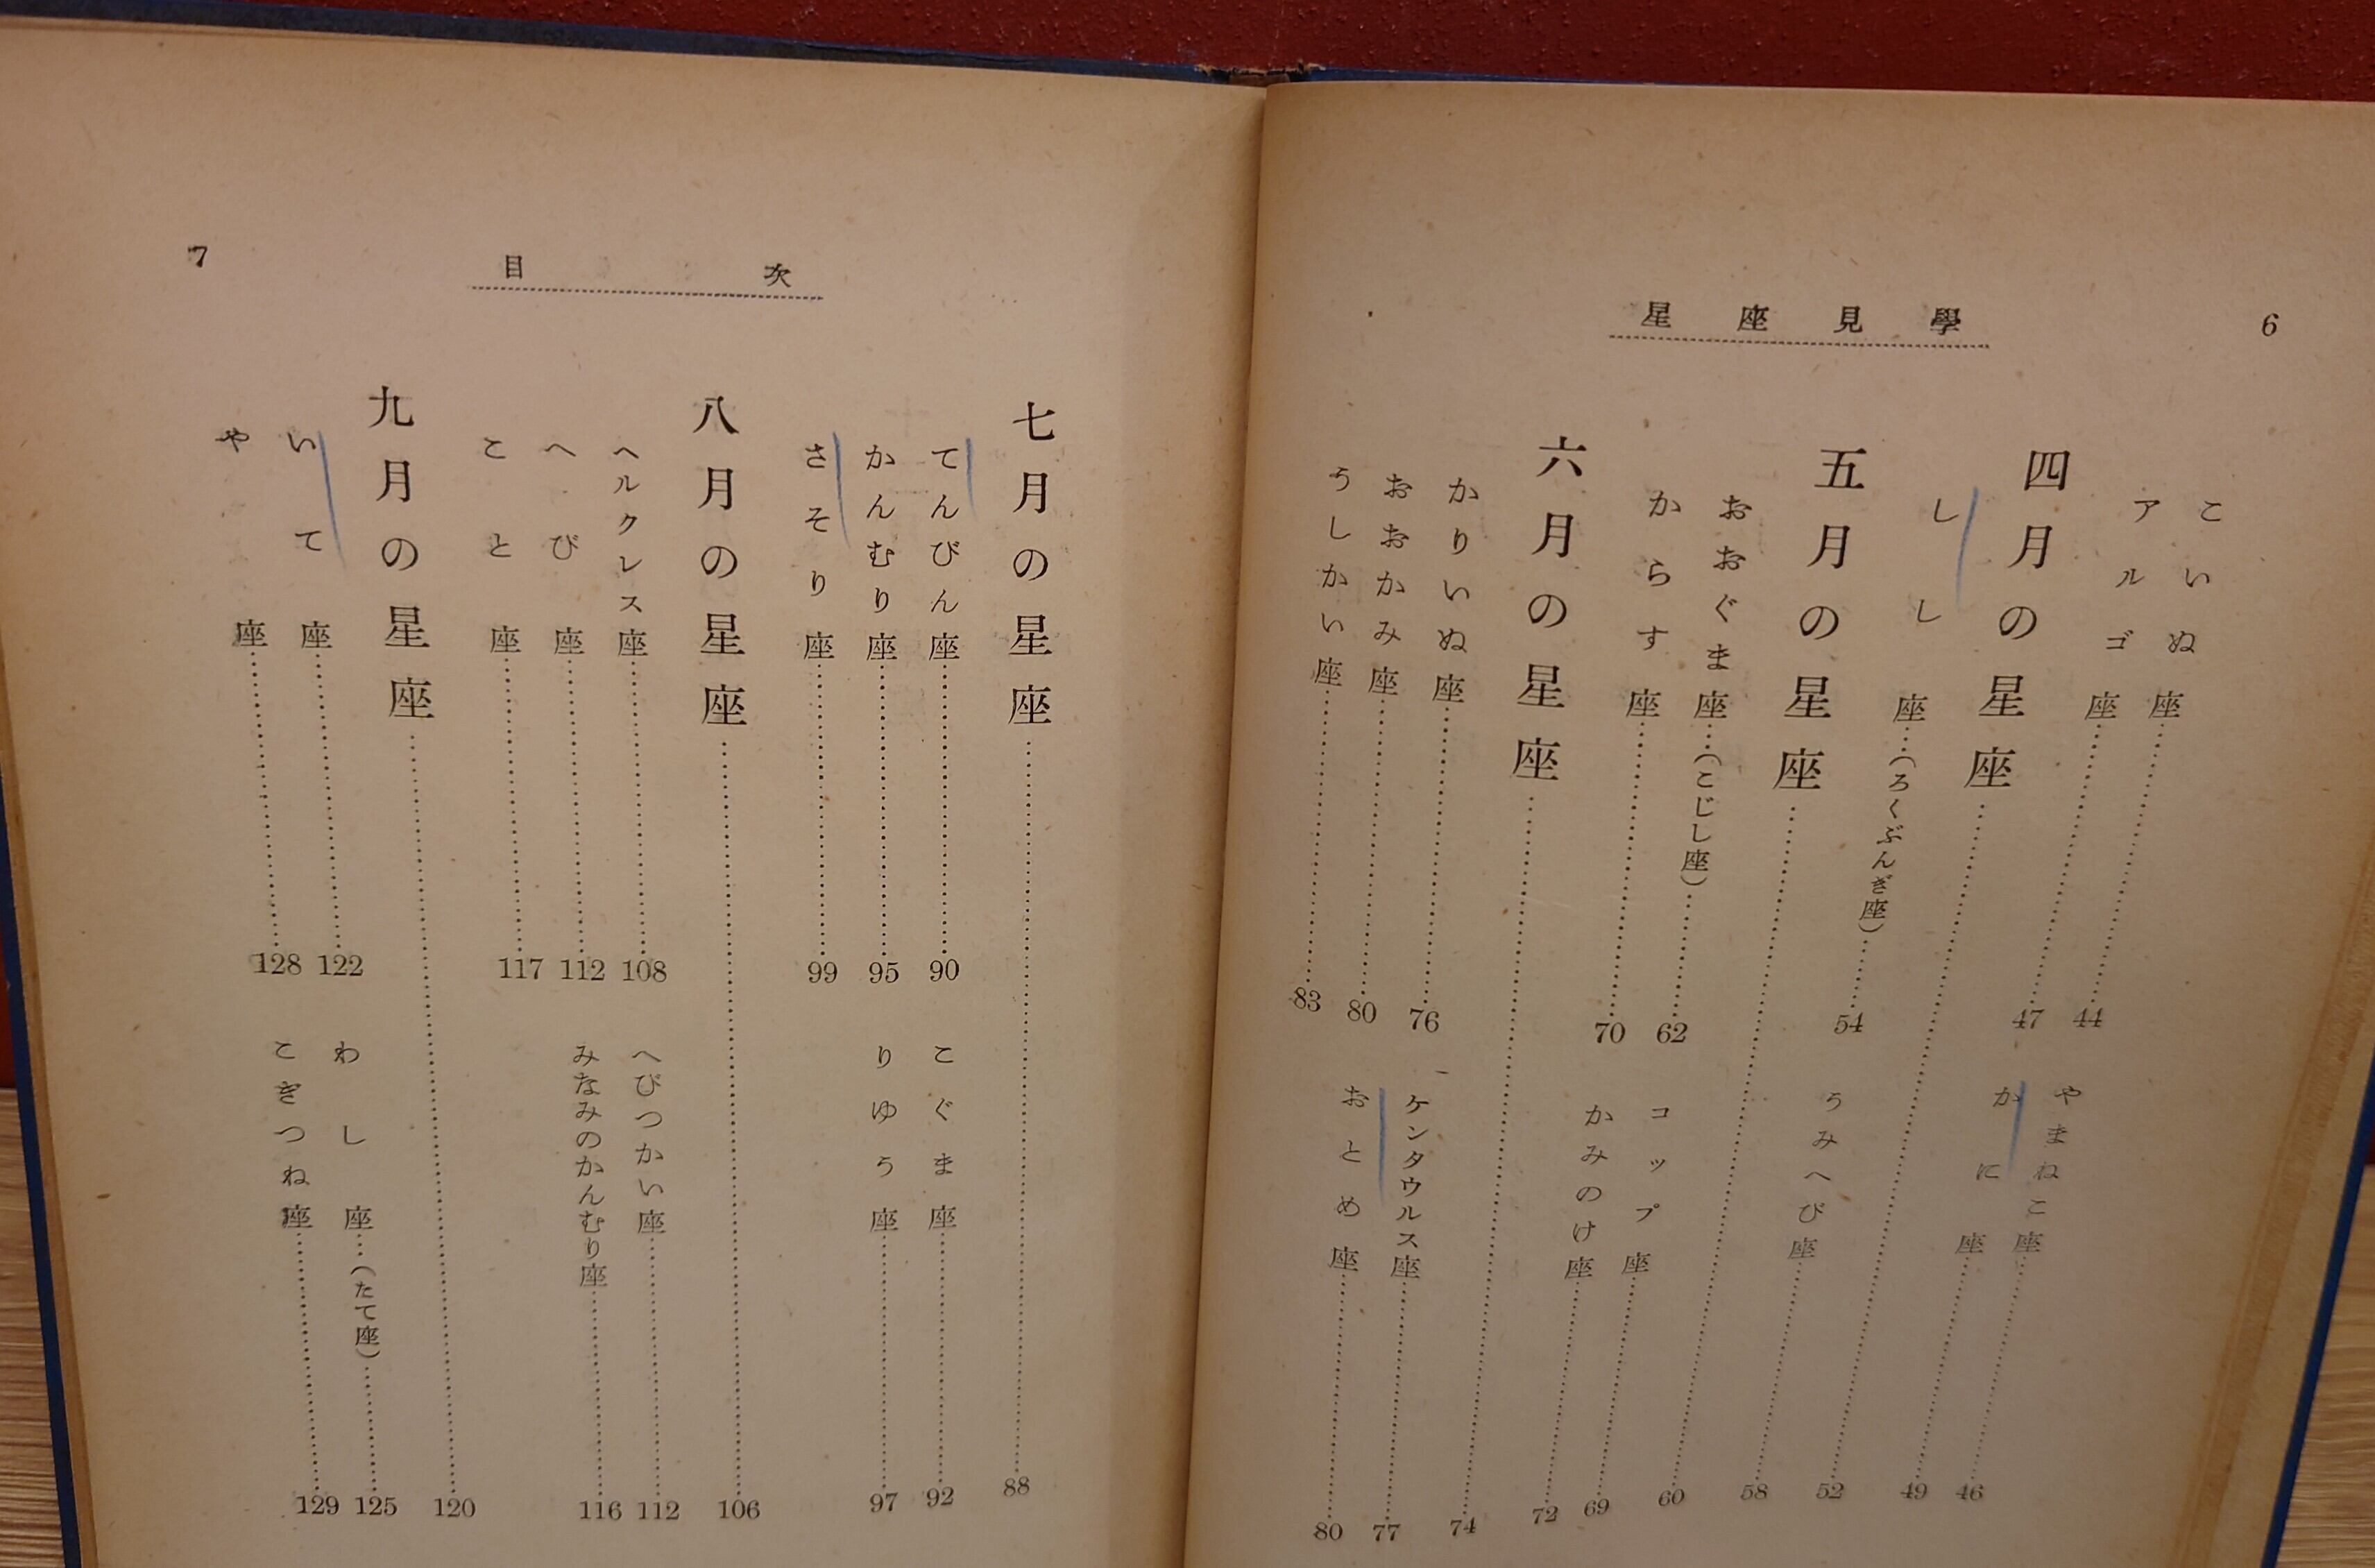 6
星座見學
こいぬ座 44
アルゴ座 47
やまねこ座 46
かに座 49
四月の星座 52
しし座 (ろくぶんぎ座) 54
うみへび座 58
五月の星座 60
おおぐま座 (こじし座) 62
からす座 70
コップ座 69
かみのけ座 72
六月の星座 74
かりいぬ座 76
おおかみ座 80
うしかい座 83
ケンタウルス座 77
おとめ座 80
7
目次
七月の星座 88
てんびん座 90
かんむり座 95
さそり座 99
こぐま座 92
りゆう座 97
八月の星座 106
ヘルクレス座 108
へび座 112
こと座 117
へびつかい座 112
みなみのかんむり座 116
九月の星座 120
いて座 122
や座 128
わし座 (たて座) 125
こぎつね座 129